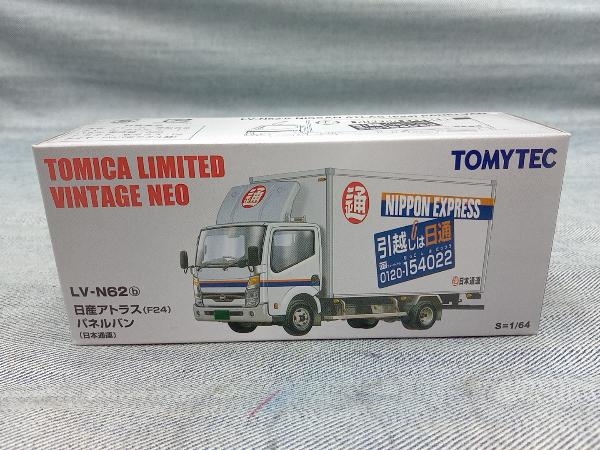 TOMICA LIMITED
VINTAGE NEO
TOMYTEC
LV-N62ⓑ
日産アトラス(F24)
パネルバン
(日本通運)
通
通
NIPPON EXPRESS
引越しは日通
0120-154022
通日本通運
S=1/64